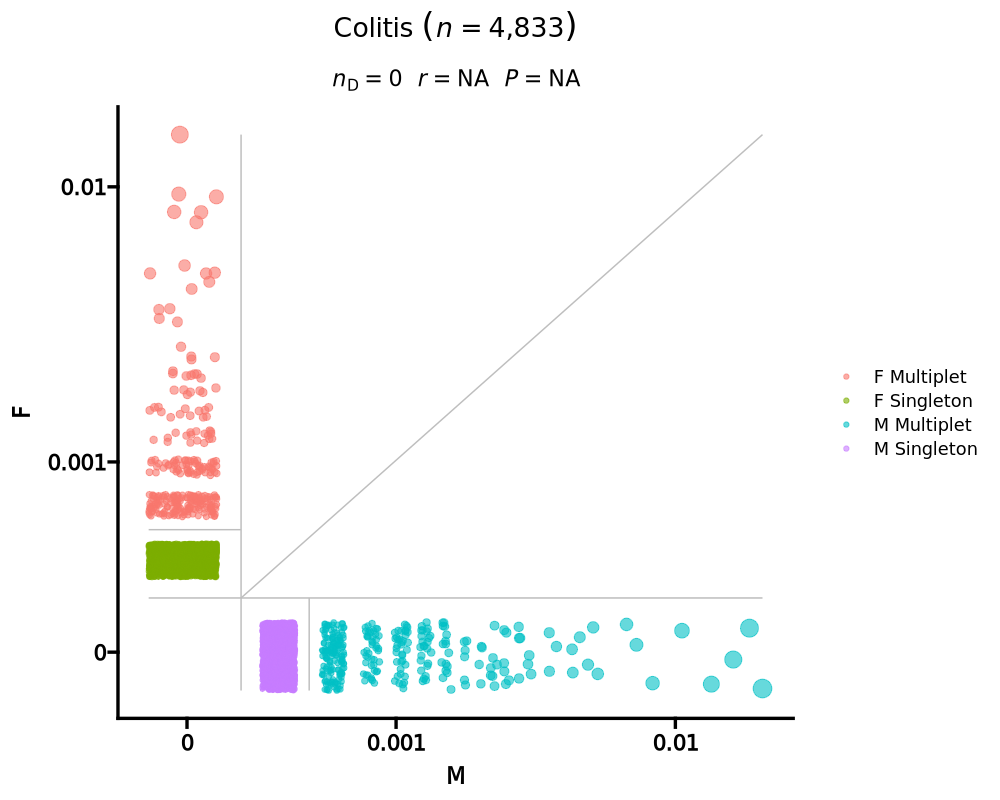 Colitis (n = 4,833)
n_D = 0 r = NA P = NA
0.01
0.001
0
F
0
0.001
0.01
M
F Multiplet
F Singleton
M Multiplet
M Singleton